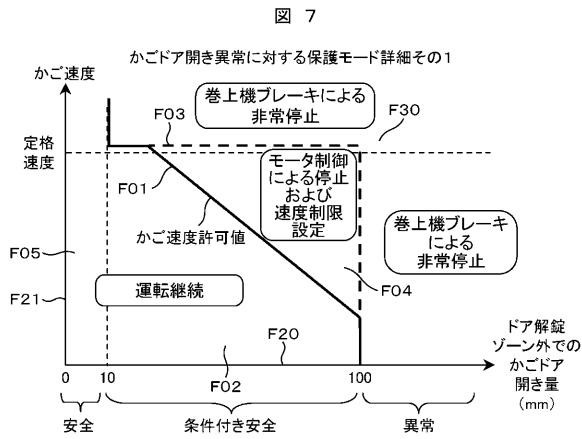 図 7
かごドア開き異常に対する保護モード詳細その1
かご速度
巻上機ブレーキによる
非常停止
F03
F30
定格
速度
F01
モータ制御
による停止
および
速度制限
設定
かご速度許可値
巻上機ブレーキ
による
非常停止
F05
F21
運転継続
F04
F20
F02
ドア解錠
ゾーン外での
かごドア
開き量
(mm)
0 10 100
安全 条件付き安全 異常